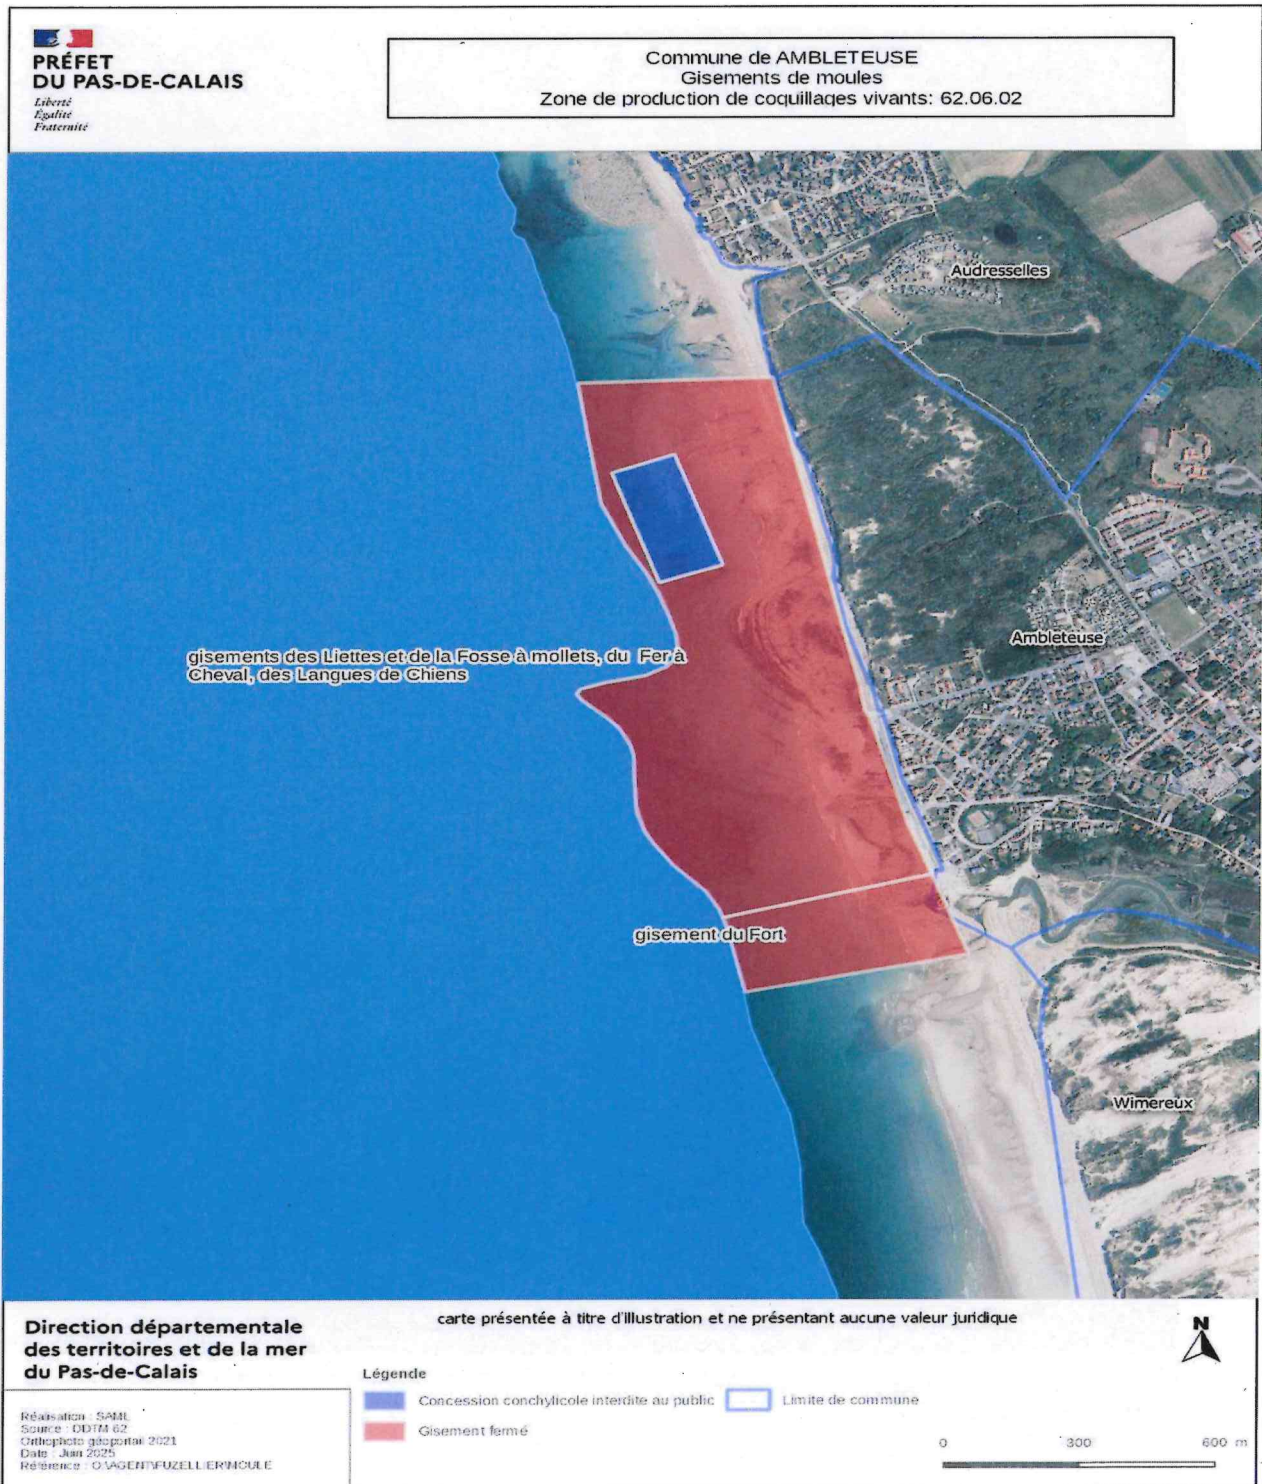 PRÉFET
DU PAS-DE-CALAIS
Liberté
Égalité
Fraternité
Commune de AMBLETEUSE
Gisements de moules
Zone de production de coquillages vivants: 62.06.02
Audresselles
Ambleteuse
gisements des Liettes et de la Fosse à mollets, du Fer à
Cheval, des Langues de Chiens
gisement du Fort
Wimereux
carte présentée à titre d'illustration et ne présentant aucune valeur juridique
N
Direction départementale
des territoires et de la mer
du Pas-de-Calais
Légende
Concession conchylicole interdite au public
Limite de commune
Gisement fermé
Réalisation : SAML
Source : DDTM 62
Orthophoto géoportail 2021
Date : Juin 2025
Référence : O:\AGENT\FUZELLIER\MOULE
0 300 600 m